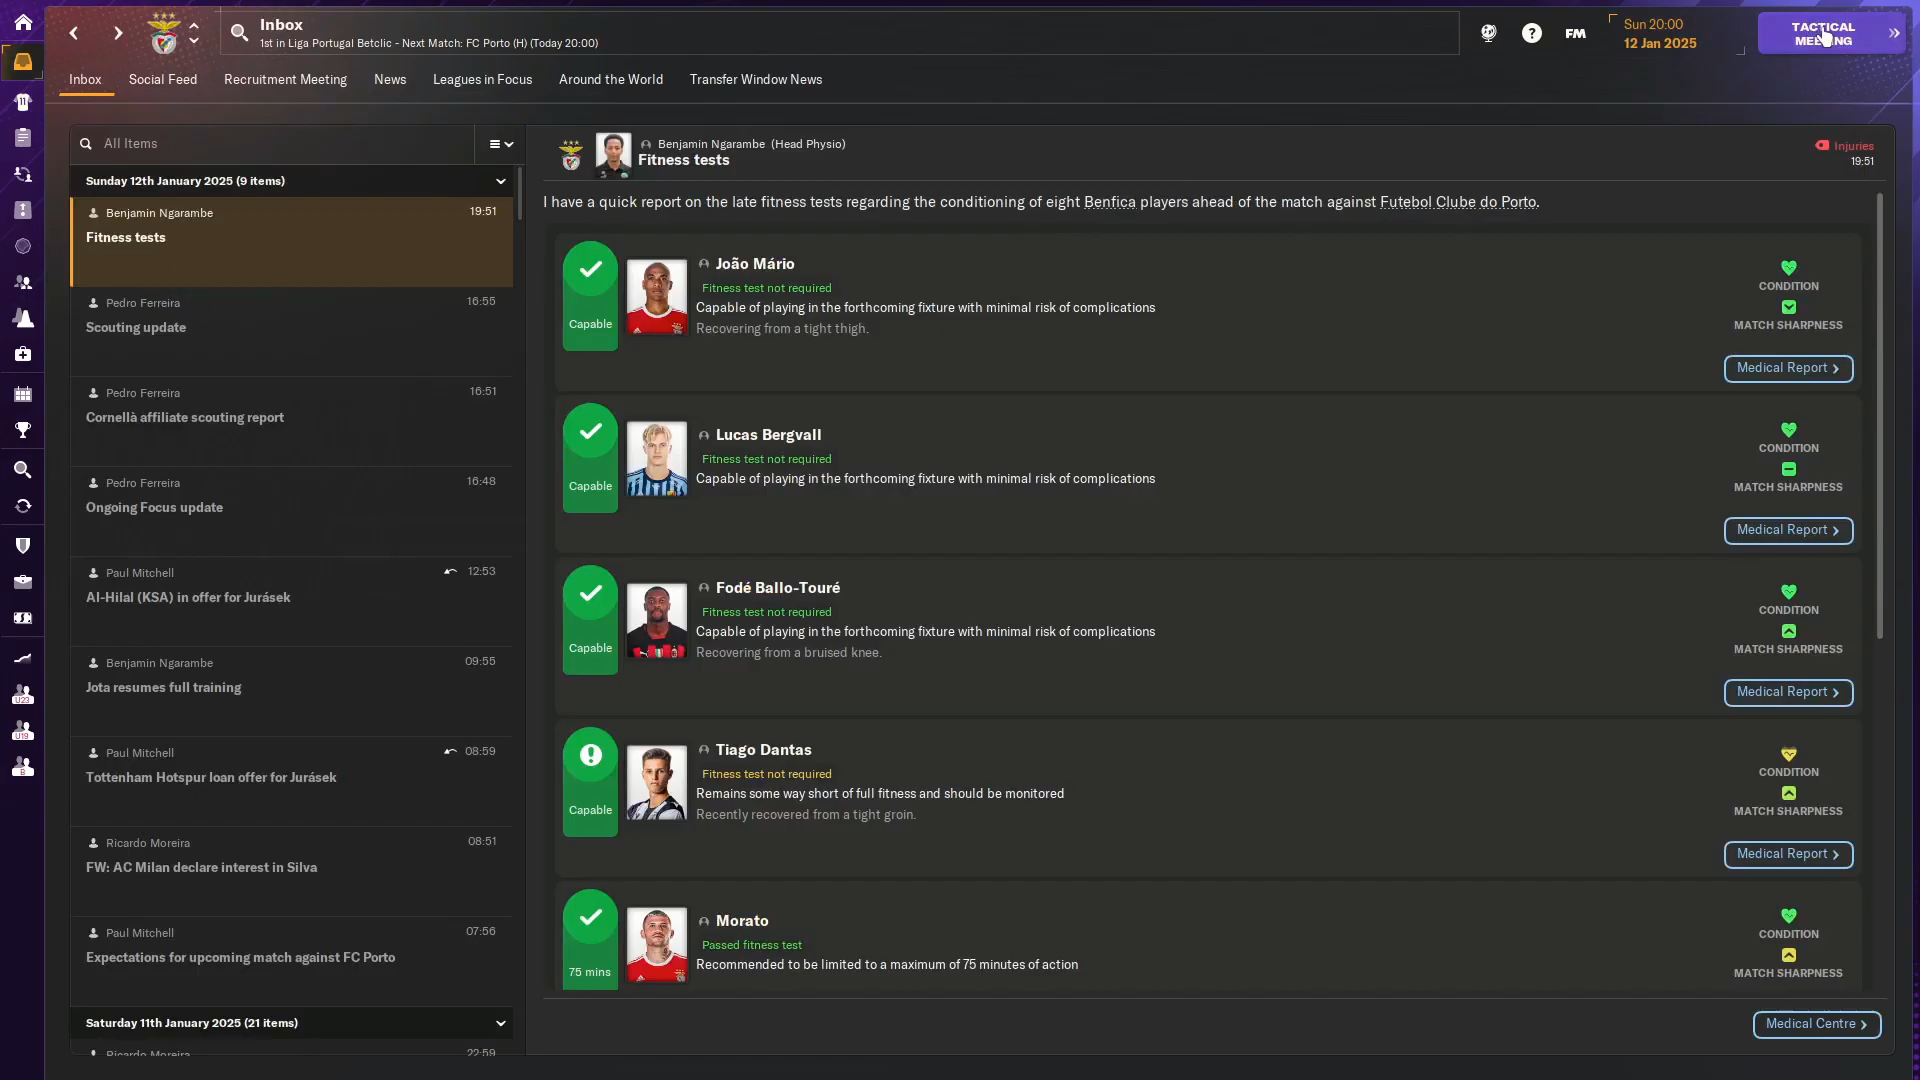 Inbox
1st in Liga Portugal Betclic - Next Match: FC Porto (H) (Today 20:00)
FM
Sun 20:00
12 Jan 2025
TACTICAL
MEETING
Inbox
Social Feed
Recruitment Meeting
News
Leagues in Focus
Around the World
Transfer Window News
All Items
Sunday 12th January 2025 (9 items)
Benjamin Ngarambe
19:51
Fitness tests
Pedro Ferreira
16:55
Scouting update
Pedro Ferreira
16:51
Cornellà affiliate scouting report
Pedro Ferreira
16:48
Ongoing Focus update
Paul Mitchell
12:53
Al-Hilal (KSA) in offer for Jurásek
Benjamin Ngarambe
09:55
Jota resumes full training
Paul Mitchell
08:59
Tottenham Hotspur loan offer for Jurásek
Ricardo Moreira
08:51
FW: AC Milan declare interest in Silva
Paul Mitchell
07:56
Expectations for upcoming match against FC Porto
Saturday 11th January 2025 (21 items)
Ricardo Moreira
22:59
U23
U19
B
Benjamin Ngarambe (Head Physio)
Fitness tests
Injuries
19:51
I have a quick report on the late fitness tests regarding the conditioning of eight Benfica players ahead of the match against Futebol Clube do Porto.
Capable
João Mário
Fitness test not required
Capable of playing in the forthcoming fixture with minimal risk of complications
Recovering from a tight thigh.
CONDITION
MATCH SHARPNESS
Medical Report
Capable
Lucas Bergvall
Fitness test not required
Capable of playing in the forthcoming fixture with minimal risk of complications
CONDITION
MATCH SHARPNESS
Medical Report
Capable
Fodé Ballo-Touré
Fitness test not required
Capable of playing in the forthcoming fixture with minimal risk of complications
Recovering from a bruised knee.
CONDITION
MATCH SHARPNESS
Medical Report
Capable
Tiago Dantas
Fitness test not required
Remains some way short of full fitness and should be monitored
Recently recovered from a tight groin.
CONDITION
MATCH SHARPNESS
Medical Report
75 mins
Morato
Passed fitness test
Recommended to be limited to a maximum of 75 minutes of action
CONDITION
MATCH SHARPNESS
Medical Centre